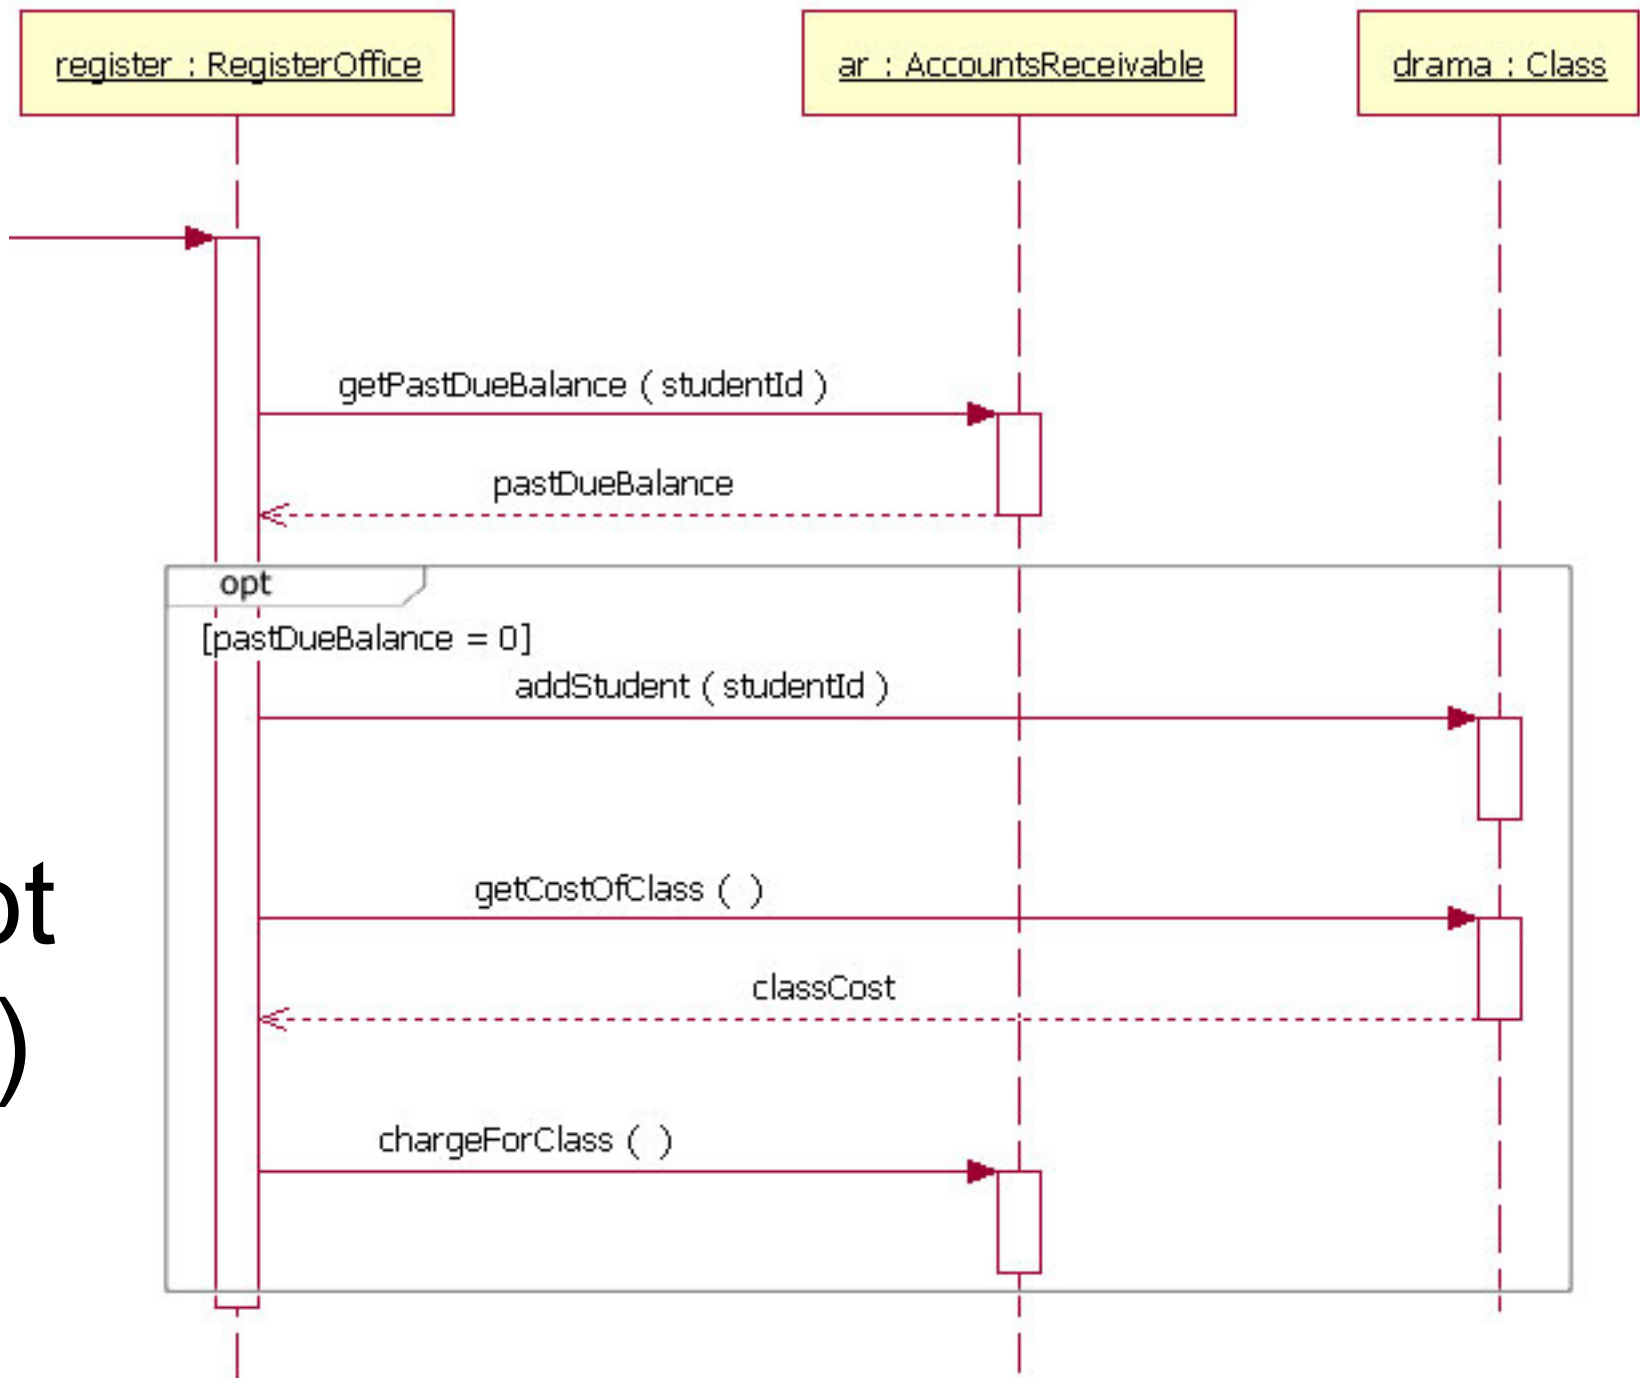 register : RegisterOffice
ar : AccountsReceivable
drama : Class
getPastDueBalance ( studentId )
pastDueBalance
opt
[pastDueBalance = 0]
addStudent ( studentId )
getCostOfClass ( )
classCost
chargeForClass ( )
)